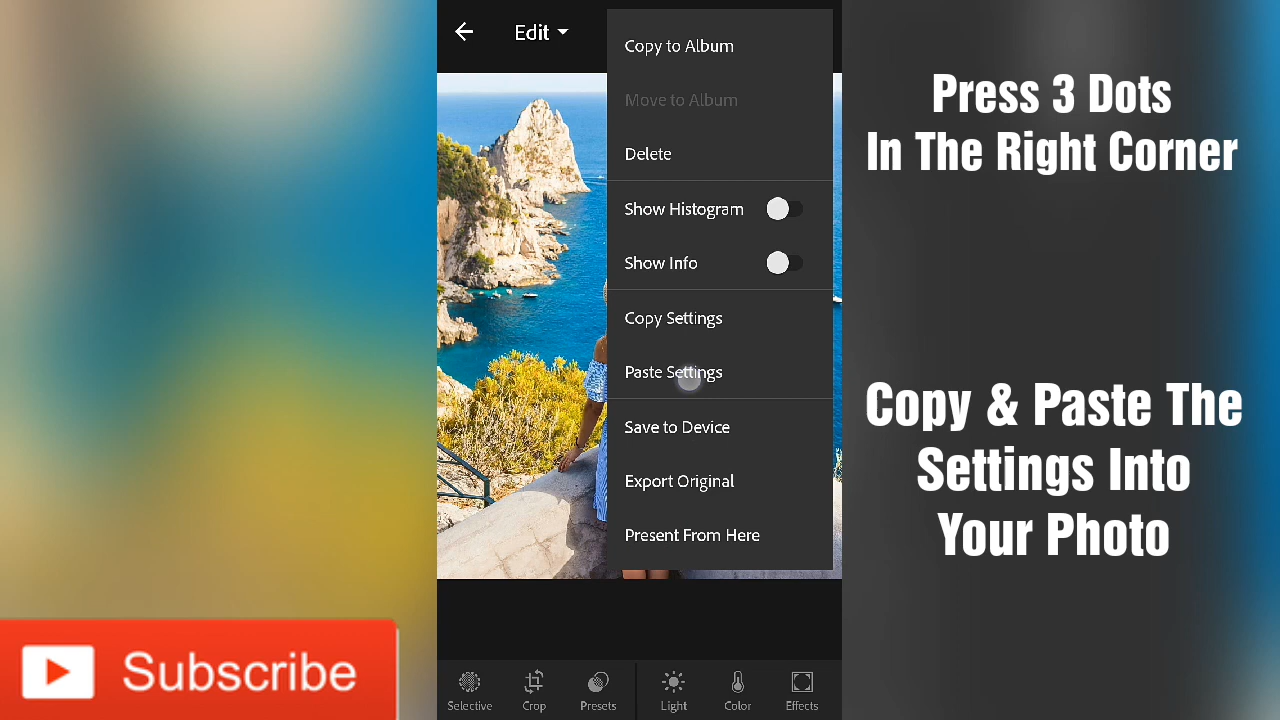 Edit
Copy to Album
Move to Album
Delete
Show Histogram
Show Info
Copy Settings
Paste Settings
Save to Device
Export Original
Present From Here
Selective
Crop
Presets
Light
Color
Effects
Press 3 Dots
In The Right Corner
Copy & Paste The
Settings Into
Your Photo
Subscribe